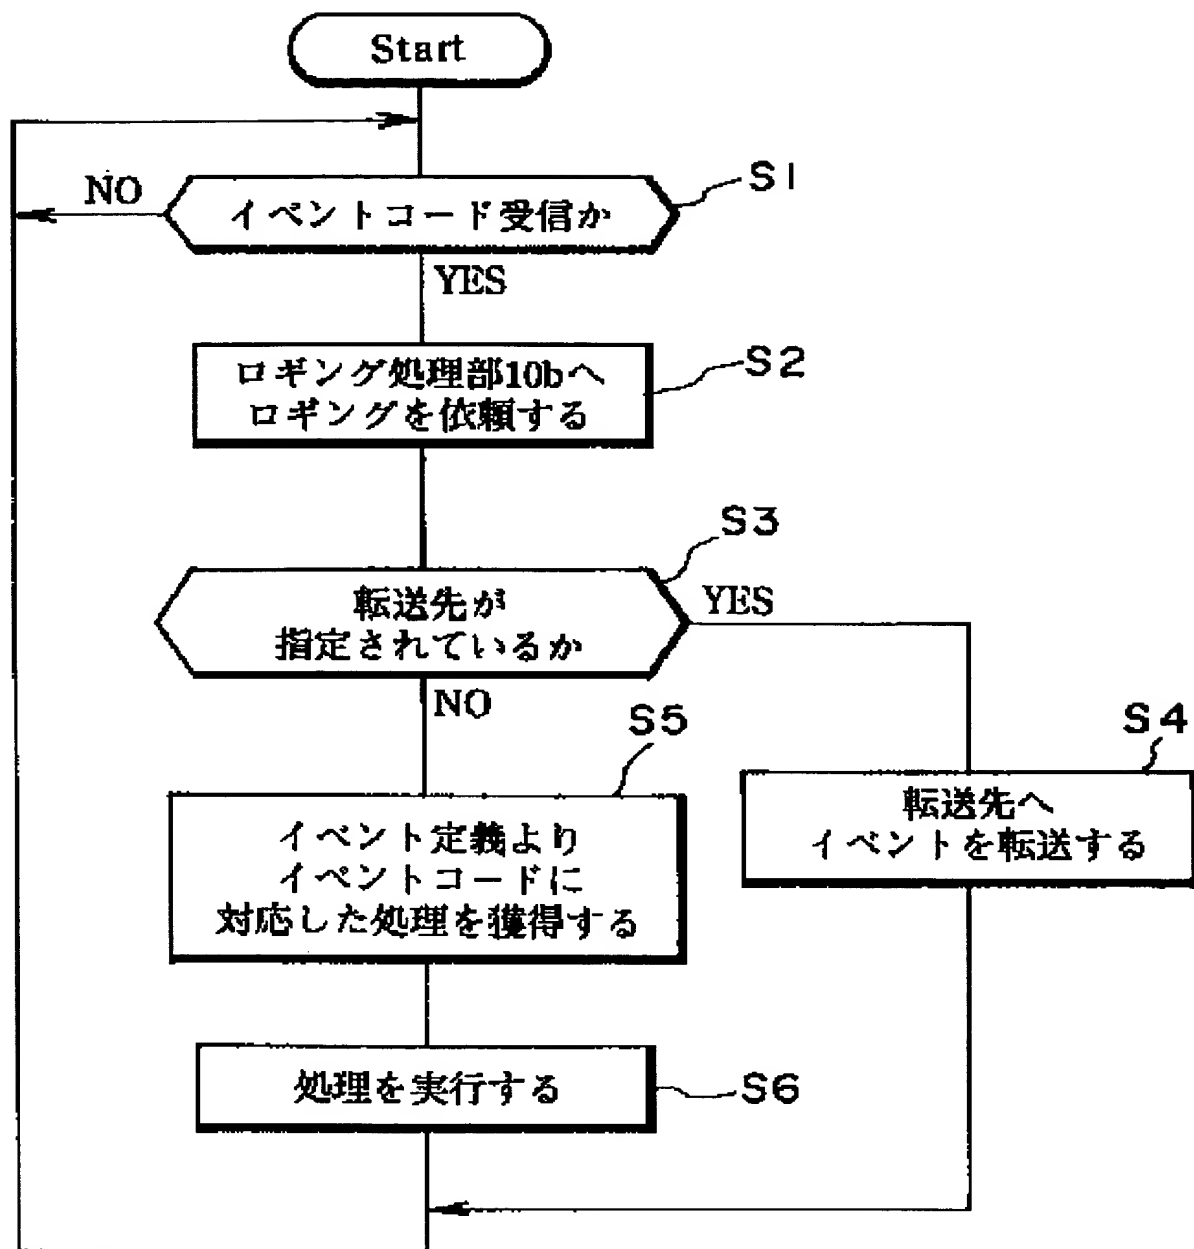 Start
NO
イベントコード受信か
S1
YES
ロギング処理部10bへ
ロギングを依頼する
S2
S3
転送先が
指定されているか
YES
NO
S5
S4
イベント定義より
イベントコードに
対応した処理を獲得する
転送先へ
イベントを転送する
処理を実行する
S6